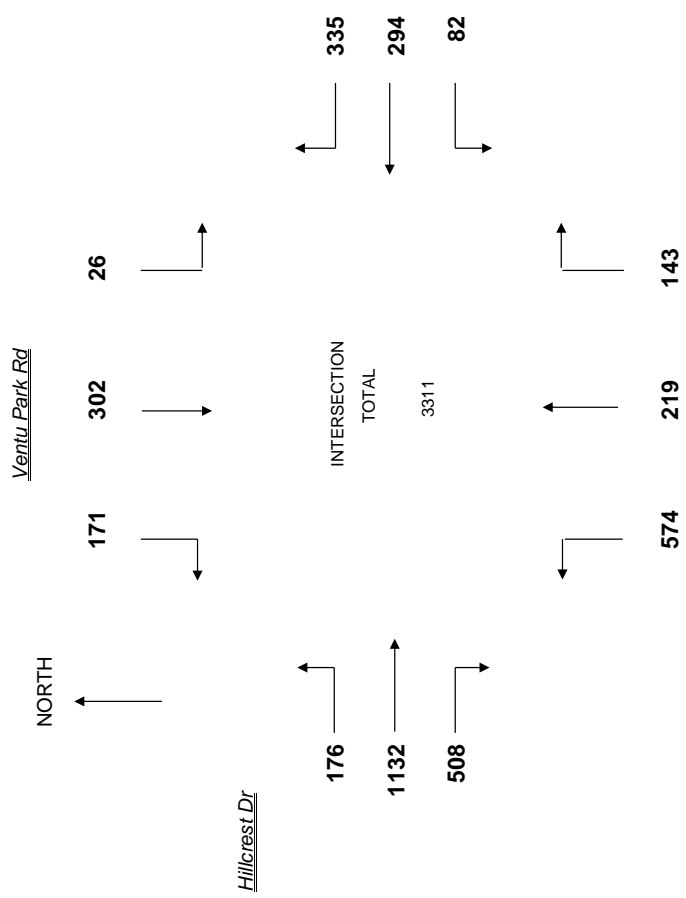 Ventu Park Rd
NORTH
171
302
26
Hillcrest Dr
335
294
82
INTERSECTION
TOTAL
3311
176
1132
508
574
219
143